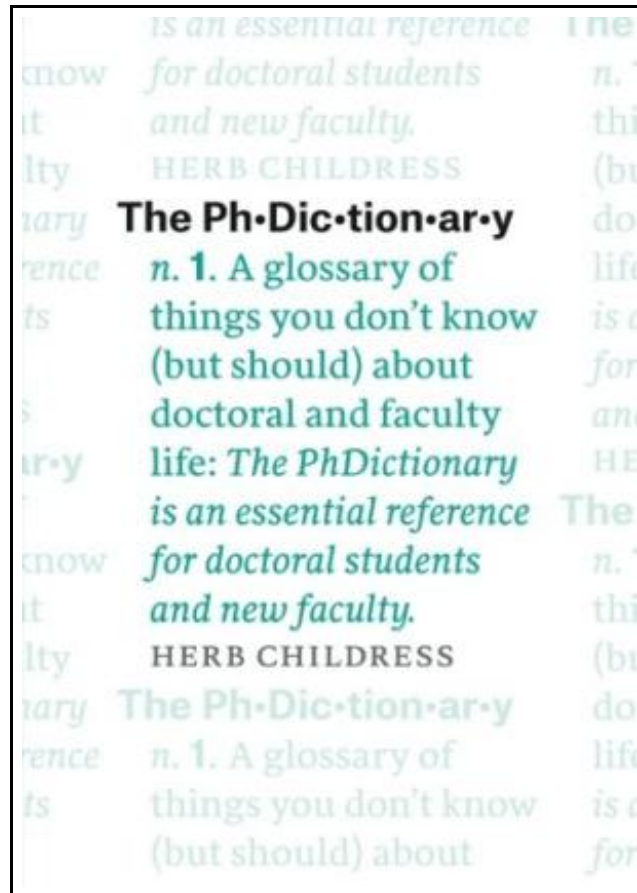 is an essential reference
The
know
for doctoral students
n.
and new faculty.
HERB CHILDRESS
The Ph•Dic•tion•ar•y
n. 1. A glossary of
things you don't know
(but should) about
doctoral and faculty
life: The PhDictionary
is an essential reference
The
for doctoral students
and new faculty.
HERB CHILDRESS
The Ph•Dic•tion•ar•y
n. 1. A glossary of
things you don't know
(but should) about